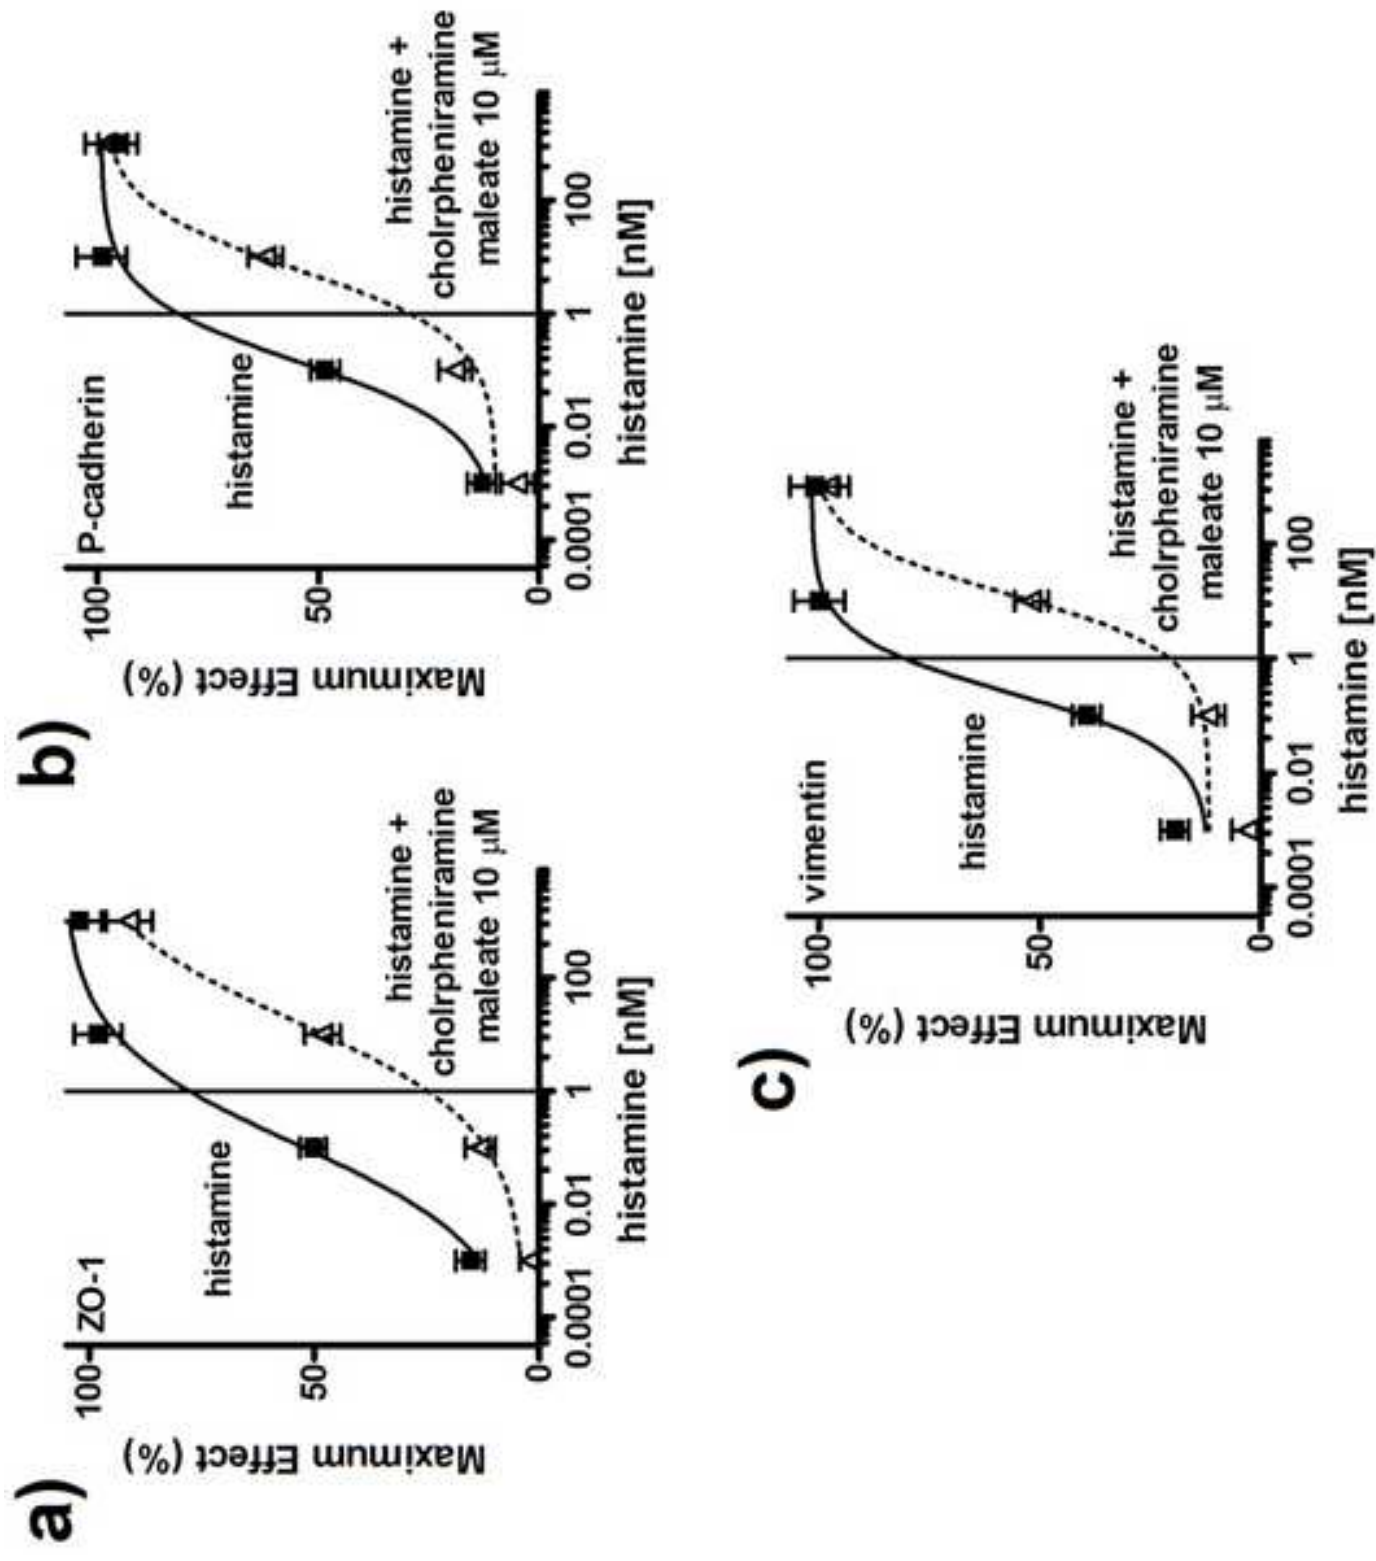 a)
ZO-1
Maximum Effect (%)
100
50
0
histamine
histamine +
cholrpheniramine
maleate 10 μM
0.0001
0.01
1
100
histamine [nM]
b)
P-cadherin
Maximum Effect (%)
100
50
0
histamine
histamine +
cholrpheniramine
maleate 10 μM
0.0001
0.01
1
100
histamine [nM]
c)
vimentin
Maximum Effect (%)
100
50
0
histamine
histamine +
cholrpheniramine
maleate 10 μM
0.0001
0.01
1
100
histamine [nM]